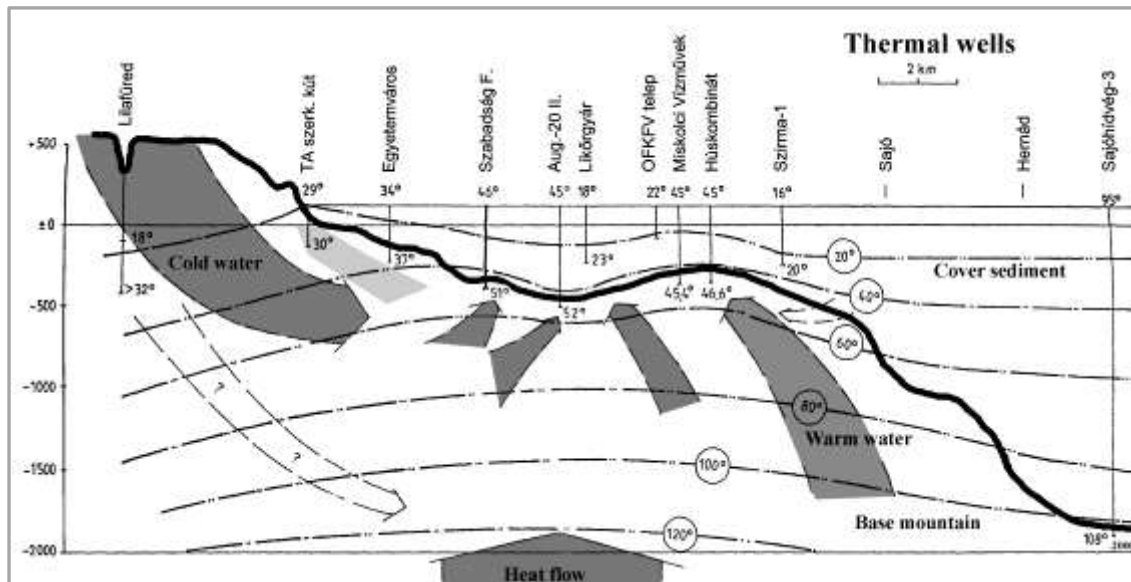 Thermal wells
2 km
Lilafüred
TA szerk. kút
Egyetemváros
Szabadság F.
Aug.-20 II.
Likőrgyár
OFKFV telep
Miskolci Vízművek
Húskombinát
Szirma-1
Sajó
Hernád
Sajóhídvég-3
29° 34° 46° 45° 18° 22° 45° 45° 16° 95°
+500
±0
-500
-1000
-1500
-2000
18°
>32°
30°
37°
51°
52°
23°
45,4°
46,6°
20°
20°
40°
60°
80°
100°
120°
108°
-2000
Cold water
Cover sediment
Warm water
Base mountain
Heat flow
?
?